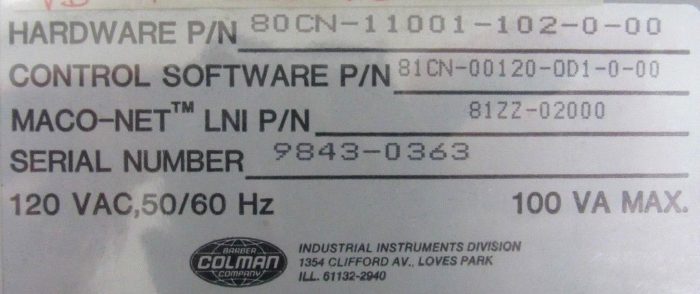 HARDWARE P/N 80CN-11001-102-0-00
CONTROL SOFTWARE P/N 81CN-00120-0D1-0-00
MACO-NET™ LNI P/N 81ZZ-02000
SERIAL NUMBER 9843-0363
120 VAC,50/60 Hz 100 VA MAX.
BARBER
COLMAN
COMPANY
INDUSTRIAL INSTRUMENTS DIVISION
1354 CLIFFORD AV., LOVES PARK
ILL. 61132-2940